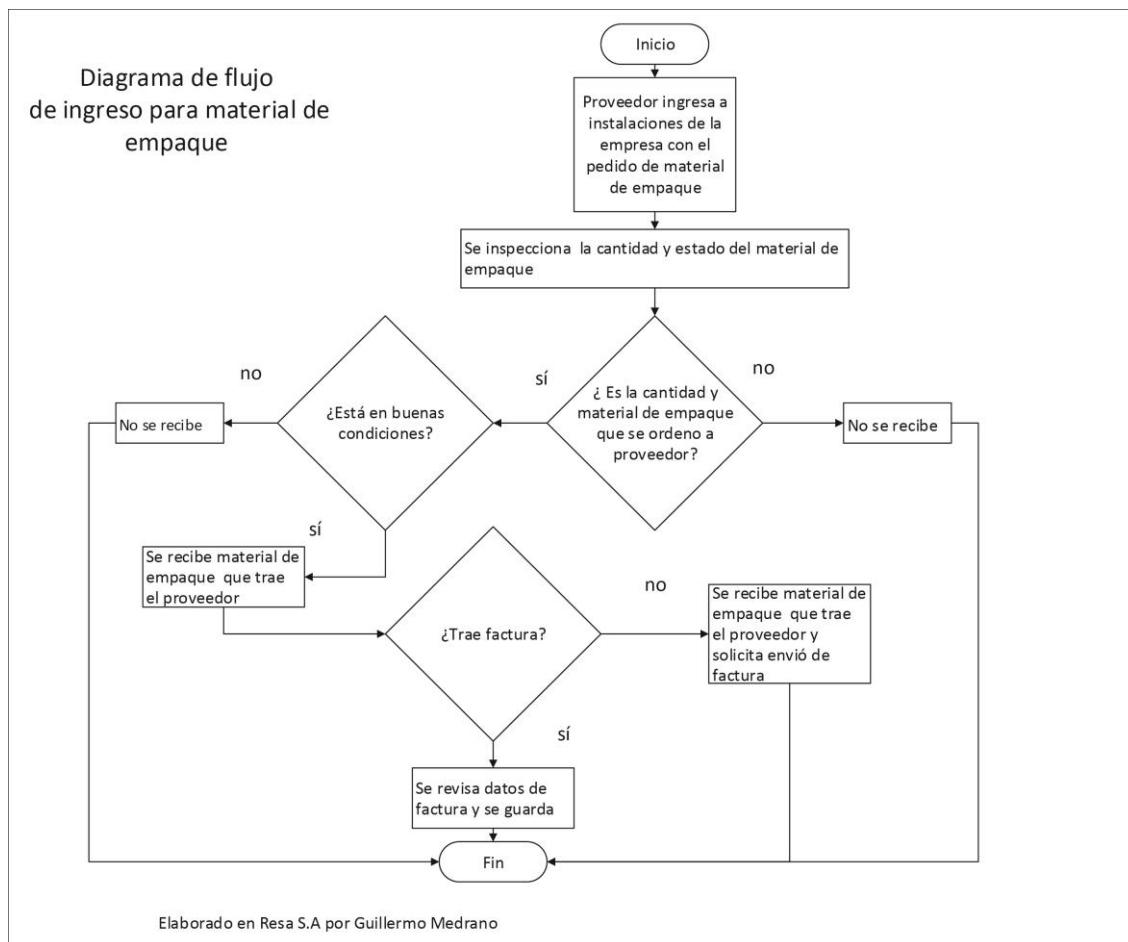 Diagrama de flujo
de ingreso para material de
empaque
Inicio
Proveedor ingresa a
instalaciones de la
empresa con el
pedido de material
de empaque
Se inspecciona la cantidad y estado del material de
empaque
¿ Es la cantidad y
material de empaque
que se ordeno a
proveedor?
sí
no
No se recibe
¿Está en buenas
condiciones?
no
No se recibe
sí
Se recibe material de
empaque que trae
el proveedor
¿Trae factura?
no
Se recibe material de
empaque que trae
el proveedor y
solicita envió de
factura
sí
Se revisa datos de
factura y se guarda
Fin
Elaborado en Resa S.A por Guillermo Medrano